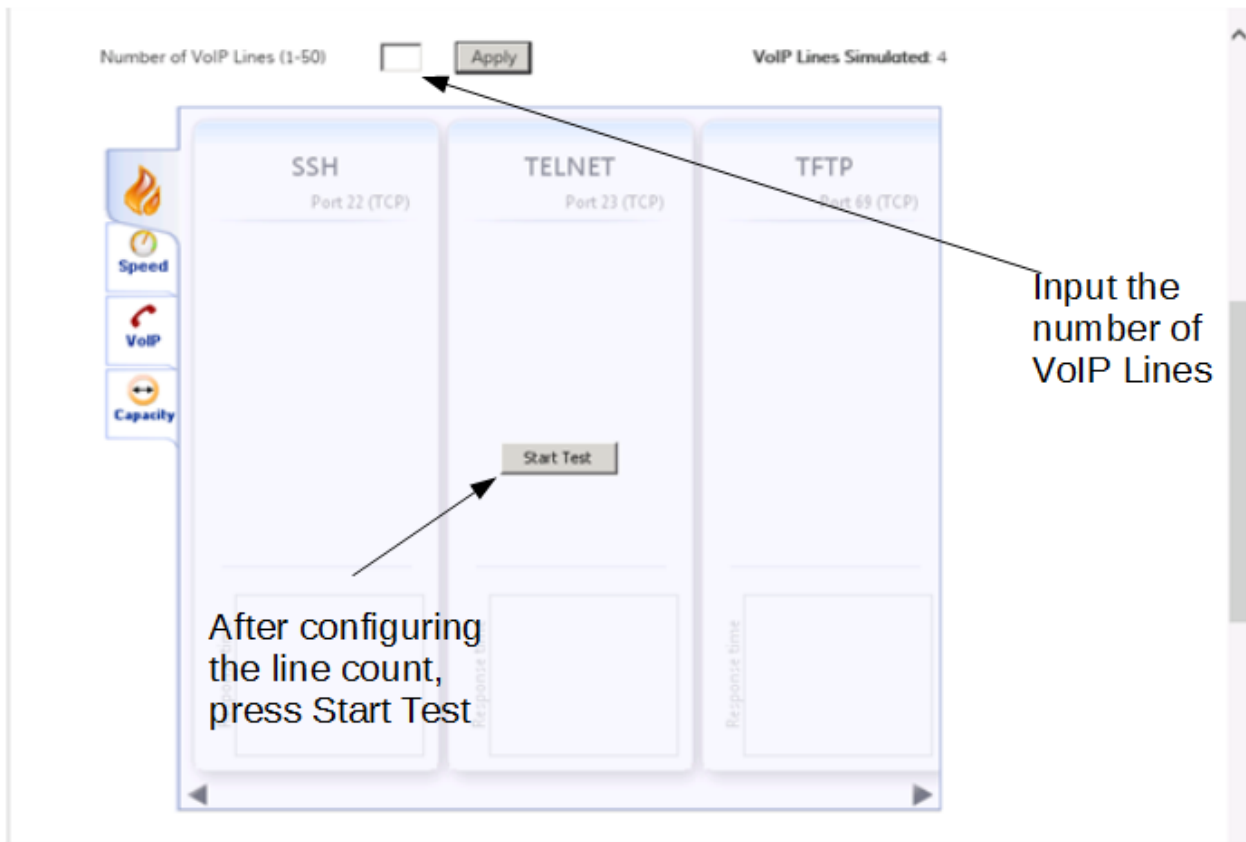 Number of VoIP Lines (1-50)
Apply
VoIP Lines Simulated: 4
SSH
Port 22 (TCP)
TELNET
Port 23 (TCP)
TFTP
Port 69 (TCP)
Speed
VoIP
Capacity
Input the
number of
VoIP Lines
Start Test
After configuring
the line count,
press Start Test
Response time
Response time
Response time